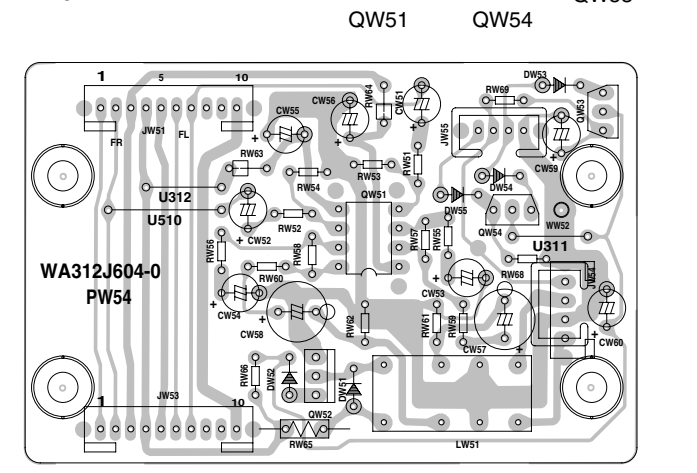 QW51 QW54
DW53
1 5 10 RW64 RW69
CW56 CW51 QW53
CW55
JW51 FL JW55
FR
RW63 RW51 CW59
RW54 RW53
DW54
U312 QW51 DW55
U510 RW52 QW54 WW52
CW52 RW57 RW55
RW56 RW58 U311
WA312J604-0 RW60 RW68 JW54
PW54 CW53
CW54
RW62 RW61 RW59
CW58 CW60
CW57
RW66 DW52 DW51
JW53
1 10 QW52
RW65 LW51